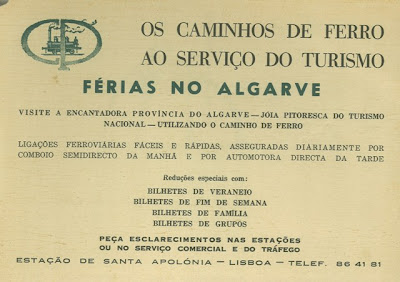 CP
OS CAMINHOS DE FERRO
AO SERVIÇO DO TURISMO
FÉRIAS NO ALGARVE
VISITE A ENCANTADORA PROVÍNCIA DO ALGARVE — JOIA PITORESCA DO TURISMO
NACIONAL — UTILIZANDO O CAMINHO DE FERRO
LIGAÇÕES FERROVIÁRIAS FÁCEIS E RÁPIDAS, ASSEGURADAS DIARIAMENTE POR
COMBOIO SEMIDIRECTO DA MANHÃ E POR AUTOMOTORA DIRECTA DA TARDE
Reduções especiais com:
BILHETES DE VERANEIO
BILHETES DE FIM DE SEMANA
BILHETES DE FAMÍLIA
BILHETES DE GRUPOS
PEÇA ESCLARECIMENTOS NAS ESTAÇÕES
OU NO SERVIÇO COMERCIAL E DO TRÁFEGO
ESTAÇÃO DE SANTA APOLÓNIA — LISBOA — TELEF. 86 41 81